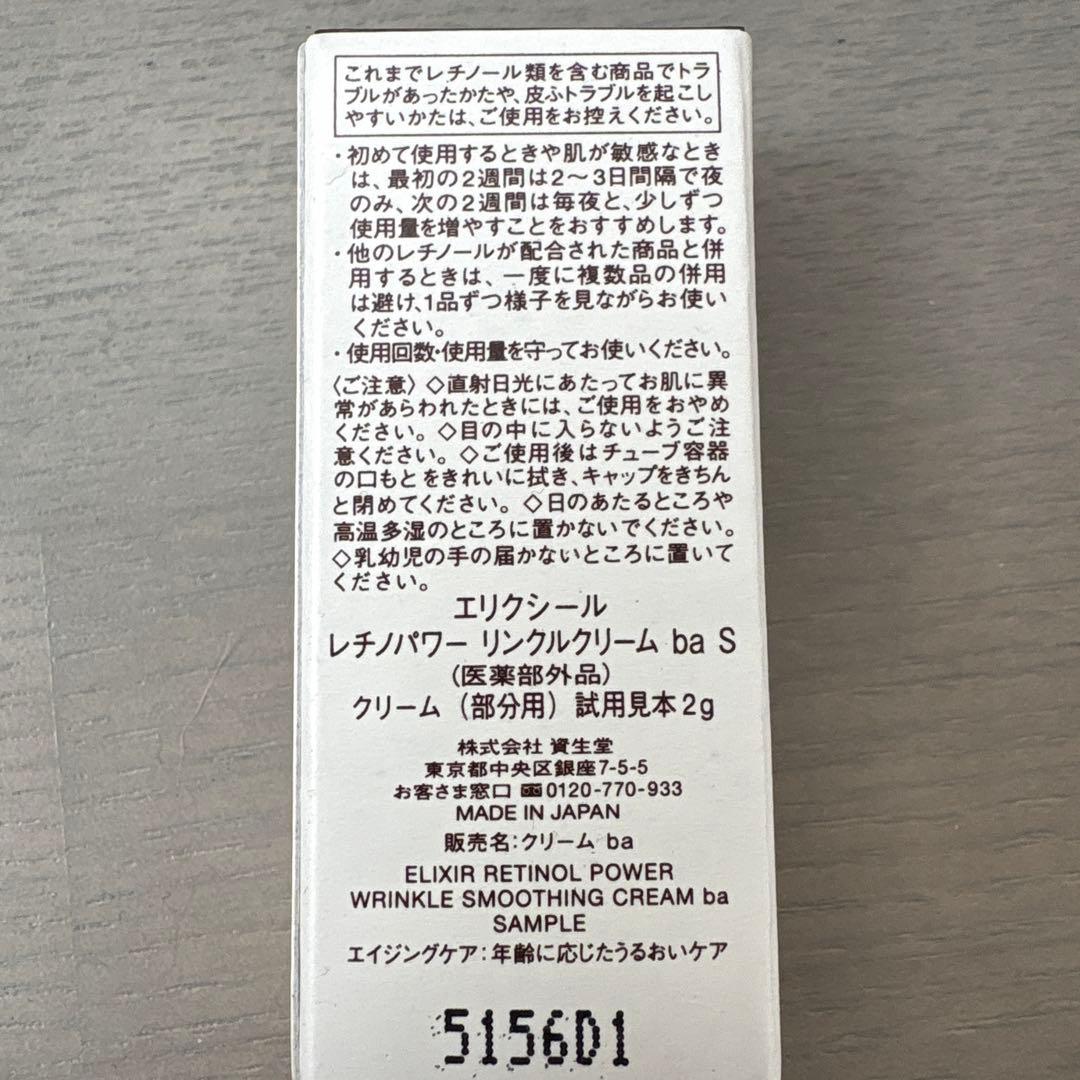 これまでレチノール類を含む商品でトラ
ブルがあったかたや、皮ふトラブルを起こし
やすいかたは、ご使用をお控えください。
・初めて使用するときや肌が敏感なとき
は、最初の2週間は2〜3日間隔で夜
のみ、次の2週間は毎夜と、少しずつ
使用量を増やすことをおすすめします。
・他のレチノールが配合された商品と併
用するときは、一度に複数品の併用
は避け、1品ずつ様子を見ながらお使い
ください。
・使用回数・使用量を守ってお使いください。
〈ご注意〉◇直射日光にあたってお肌に異
常があらわれたときには、ご使用をおやめ
ください。◇目の中に入らないようご注
意ください。◇ご使用後はチューブ容器
の口もとをきれいに拭き、キャップをきちん
と閉めてください。◇日のあたるところや
高温多湿のところに置かないでください。
◇乳幼児の手の届かないところに置いて
ください。
エリクシール
レチノパワー リンクルクリーム ba S
(医薬部外品)
クリーム（部分用）試用見本2g
株式会社 資生堂
東京都中央区銀座7-5-5
お客さま窓口 0120-770-933
MADE IN JAPAN
販売名:クリーム ba
ELIXIR RETINOL POWER
WRINKLE SMOOTHING CREAM ba
SAMPLE
エイジングケア:年齢に応じたうるおいケア
5156D1